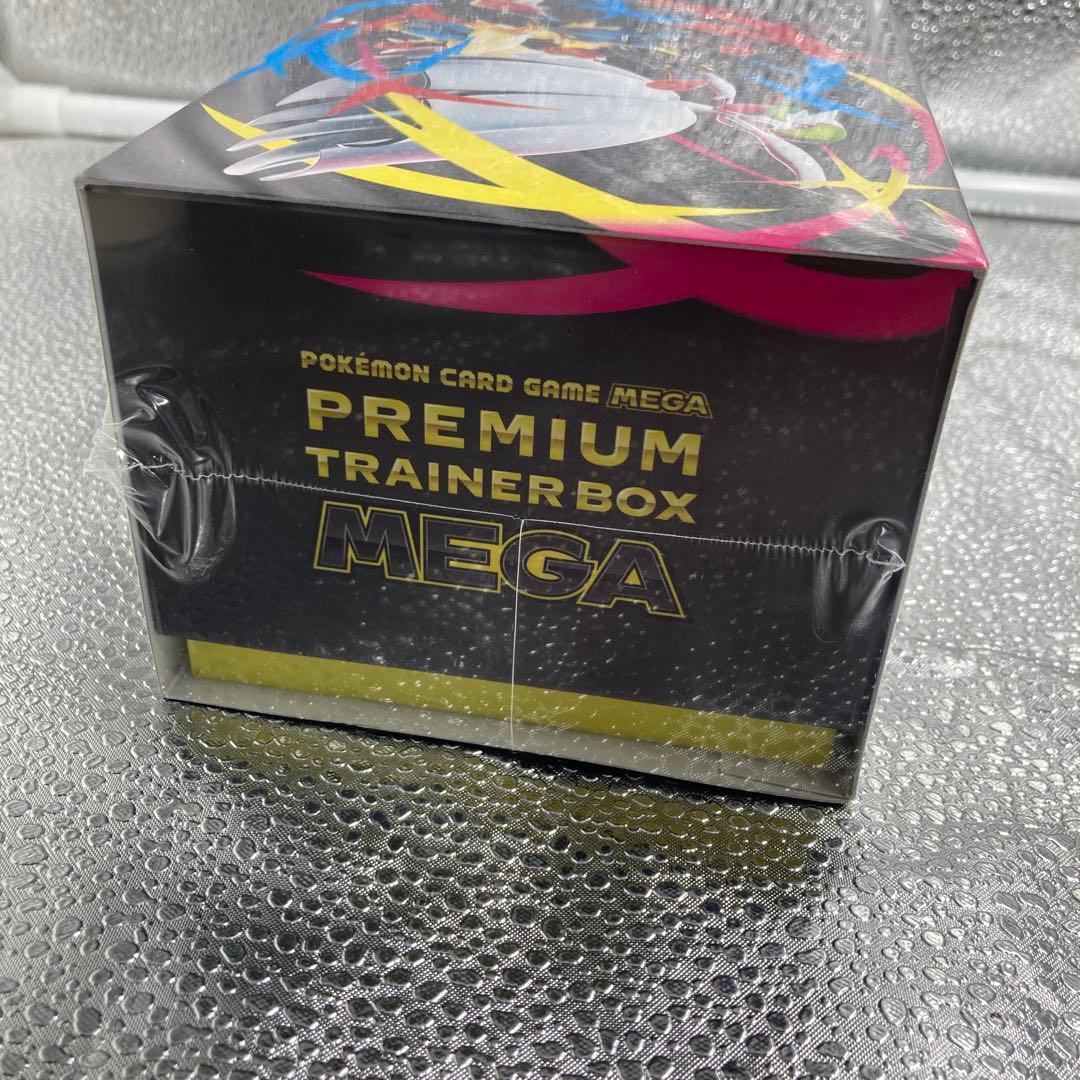 POKÉMON CARD GAME MEGA
PREMIUM
TRAINER BOX
MEGA